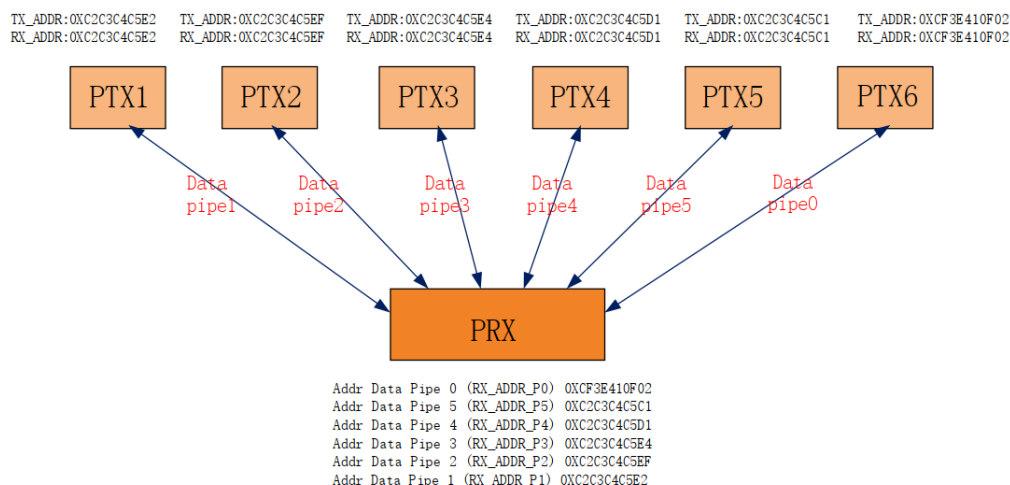 TX_ADDR:0XC2C3C4C5E2 TX_ADDR:0XC2C3C4C5EF TX_ADDR:0XC2C3C4C5E4 TX_ADDR:0XC2C3C4C5D1 TX_ADDR:0XC2C3C4C5C1 TX_ADDR:0XCF3E410F02
RX_ADDR:0XC2C3C4C5E2 RX_ADDR:0XC2C3C4C5EF RX_ADDR:0XC2C3C4C5E4 RX_ADDR:0XC2C3C4C5D1 RX_ADDR:0XC2C3C4C5C1 RX_ADDR:0XCF3E410F02
PTX1 PTX2 PTX3 PTX4 PTX5 PTX6
Data Data Data Data Data Data
pipe1 pipe2 pipe3 pipe4 pipe5 pipe0
PRX
Addr Data Pipe 0 (RX_ADDR_P0) 0XCF3E410F02
Addr Data Pipe 5 (RX_ADDR_P5) 0XC2C3C4C5C1
Addr Data Pipe 4 (RX_ADDR_P4) 0XC2C3C4C5D1
Addr Data Pipe 3 (RX_ADDR_P3) 0XC2C3C4C5E4
Addr Data Pipe 2 (RX_ADDR_P2) 0XC2C3C4C5EF
Addr Data Pipe 1 (RX_ADDR_P1) 0XC2C3C4C5E2